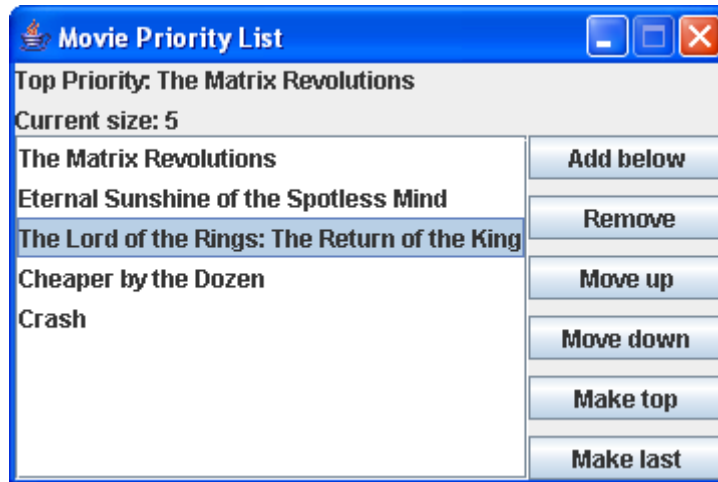 Movie Priority List
Top Priority: The Matrix Revolutions
Current size: 5
The Matrix Revolutions
Eternal Sunshine of the Spotless Mind
The Lord of the Rings: The Return of the King
Cheaper by the Dozen
Crash
Add below
Remove
Move up
Move down
Make top
Make last